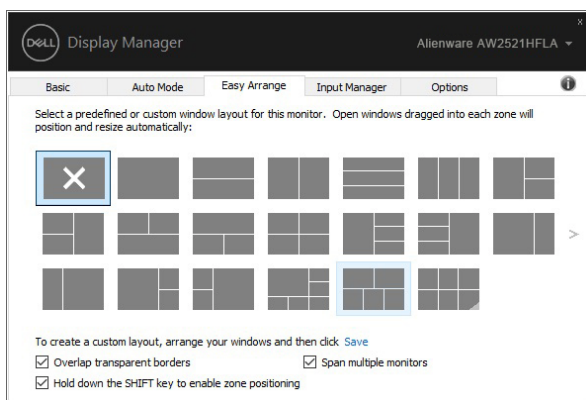 DELL Display Manager Alienware AW2521HFLA
Basic Auto Mode Easy Arrange Input Manager Options
Select a predefined or custom window layout for this monitor. Open windows dragged into each zone will
position and resize automatically:
To create a custom layout, arrange your windows and then click Save
Overlap transparent borders Span multiple monitors
Hold down the SHIFT key to enable zone positioning